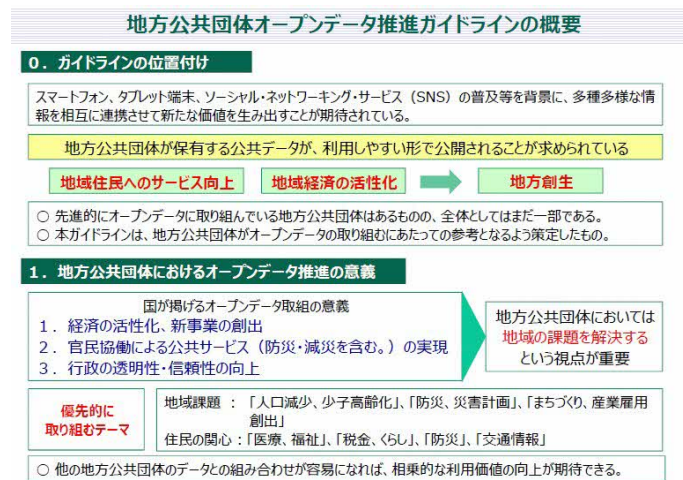 地方公共団体オープンデータ推進ガイドラインの概要
０．ガイドラインの位置付け
スマートフォン、タブレット端末、ソーシャル・ネットワーキング・サービス（SNS）の普及等を背景に、多種多様な情
報を相互に連携させて新たな価値を生み出すことが期待されている。
地方公共団体が保有する公共データが、利用しやすい形で公開されることが求められている
地域住民へのサービス向上 地域経済の活性化 地方創生
○ 先進的にオープンデータに取り組んでいる地方公共団体はあるものの、全体としてはまだ一部である。
○ 本ガイドラインは、地方公共団体がオープンデータの取り組むにあたっての参考となるよう策定したもの。
１．地方公共団体におけるオープンデータ推進の意義
国が掲げるオープンデータ取組の意義
１．経済の活性化、新事業の創出
２．官民協働による公共サービス（防災・減災を含む。）の実現
３．行政の透明性・信頼性の向上
地方公共団体においては
地域の課題を解決する
という視点が重要
優先的に
取り組むテーマ
地域課題 ：「人口減少、少子高齢化」、「防災、災害計画」、「まちづくり、産業雇用
創出」
住民の関心：「医療、福祉」、「税金、くらし」、「防災」、「交通情報」
○ 他の地方公共団体のデータとの組み合わせが容易になれば、相乗的な利用価値の向上が期待できる。